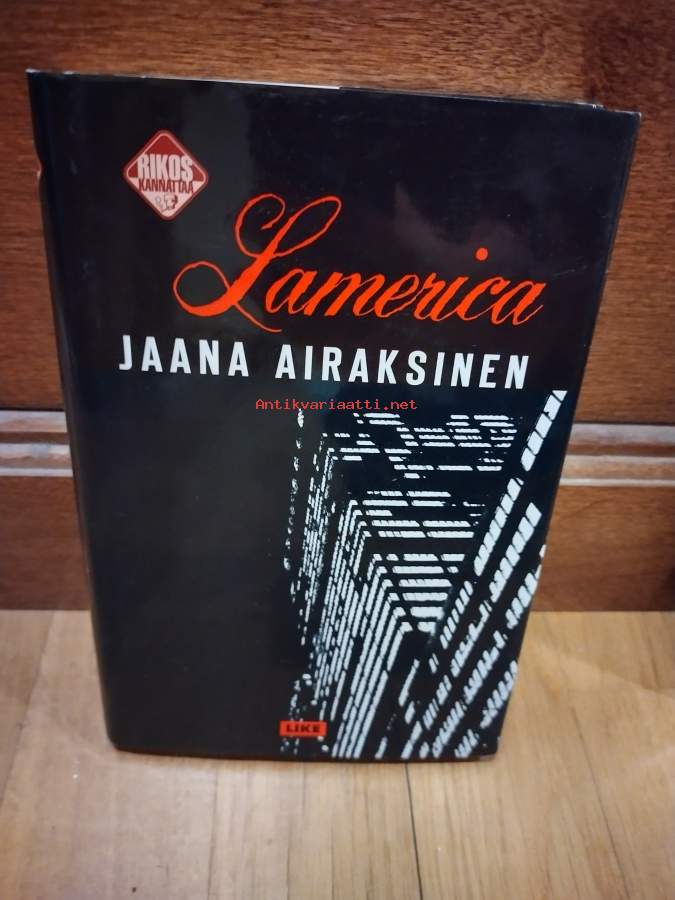 RIKOS
KANNATTAA
Lamerica
JAANA AIRAKSINEN
Antikvariaatti.net
LIKE